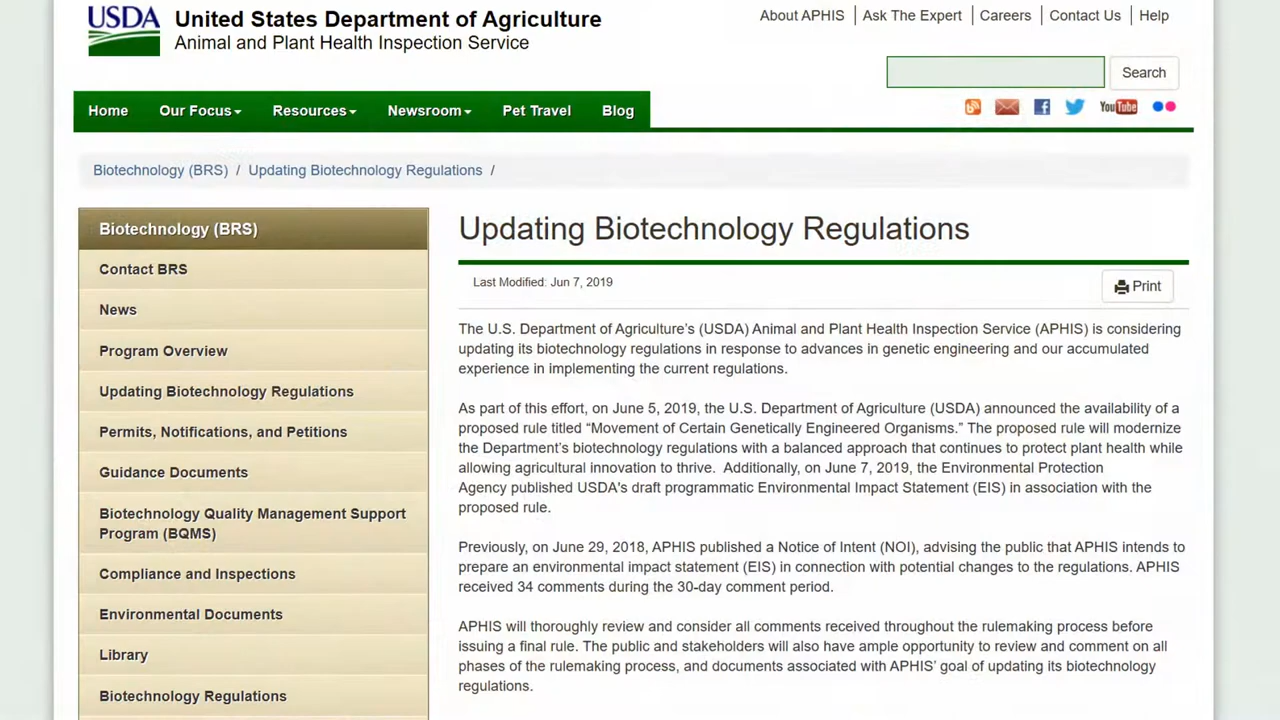 USDA
United States Department of Agriculture
Animal and Plant Health Inspection Service
About APHIS | Ask The Expert | Careers | Contact Us | Help
Search
Home Our Focus Resources Newsroom Pet Travel Blog
You Tube
Biotechnology (BRS) / Updating Biotechnology Regulations /
Biotechnology (BRS)
Contact BRS
News
Program Overview
Updating Biotechnology Regulations
Permits, Notifications, and Petitions
Guidance Documents
Biotechnology Quality Management Support
Program (BQMS)
Compliance and Inspections
Environmental Documents
Library
Biotechnology Regulations
Updating Biotechnology Regulations
Last Modified: Jun 7, 2019
Print
The U.S. Department of Agriculture's (USDA) Animal and Plant Health Inspection Service (APHIS) is considering
updating its biotechnology regulations in response to advances in genetic engineering and our accumulated
experience in implementing the current regulations.
As part of this effort, on June 5, 2019, the U.S. Department of Agriculture (USDA) announced the availability of a
proposed rule titled “Movement of Certain Genetically Engineered Organisms.” The proposed rule will modernize
the Department’s biotechnology regulations with a balanced approach that continues to protect plant health while
allowing agricultural innovation to thrive. Additionally, on June 7, 2019, the Environmental Protection
Agency published USDA's draft programmatic Environmental Impact Statement (EIS) in association with the
proposed rule.
Previously, on June 29, 2018, APHIS published a Notice of Intent (NOI), advising the public that APHIS intends to
prepare an environmental impact statement (EIS) in connection with potential changes to the regulations. APHIS
received 34 comments during the 30-day comment period.
APHIS will thoroughly review and consider all comments received throughout the rulemaking process before
issuing a final rule. The public and stakeholders will also have ample opportunity to review and comment on all
phases of the rulemaking process, and documents associated with APHIS’ goal of updating its biotechnology
regulations.